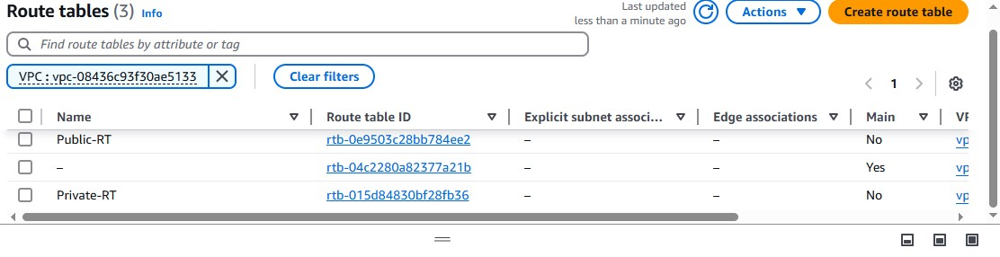 Route tables (3) Info
Last updated
less than a minute ago
Actions
Create route table
Find route tables by attribute or tag
VPC : vpc-08436c93f30ae5133
Clear filters
1
Name Route table ID Explicit subnet associ... Edge associations Main VP
Public-RT rtb-0e9503c28bb784ee2 – – No vp
– rtb-04c2280a82377a21b – – Yes vp
Private-RT rtb-015d84830bf28fb36 – – No vp